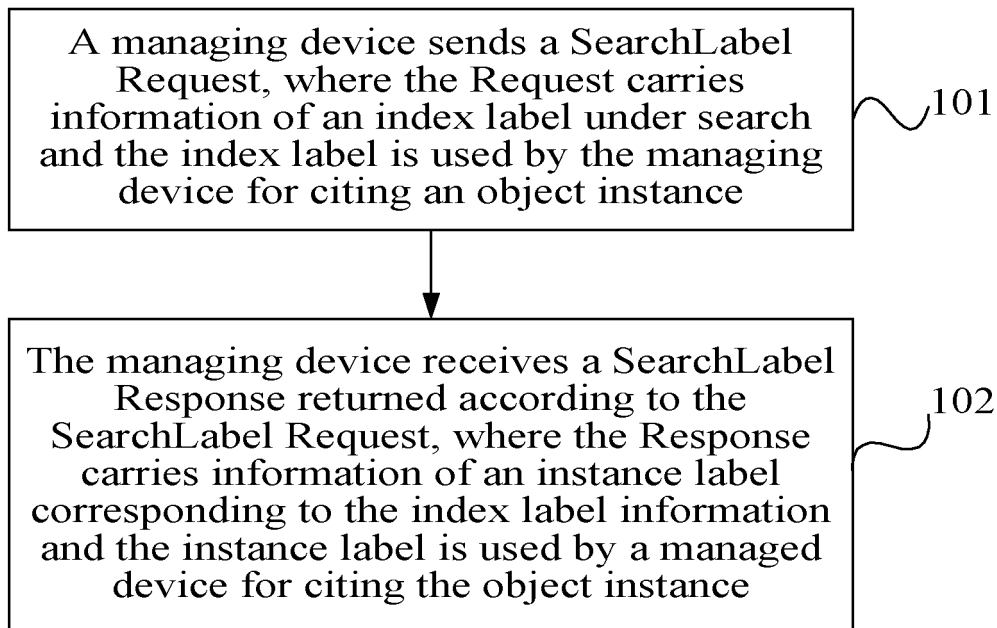 A managing device sends a SearchLabel
Request, where the Request carries
information of an index label under search
and the index label is used by the managing
device for citing an object instance
101
The managing device receives a SearchLabel
Response returned according to the
SearchLabel Request, where the Response
carries information of an instance label
corresponding to the index label information
and the instance label is used by a managed
device for citing the object instance
102